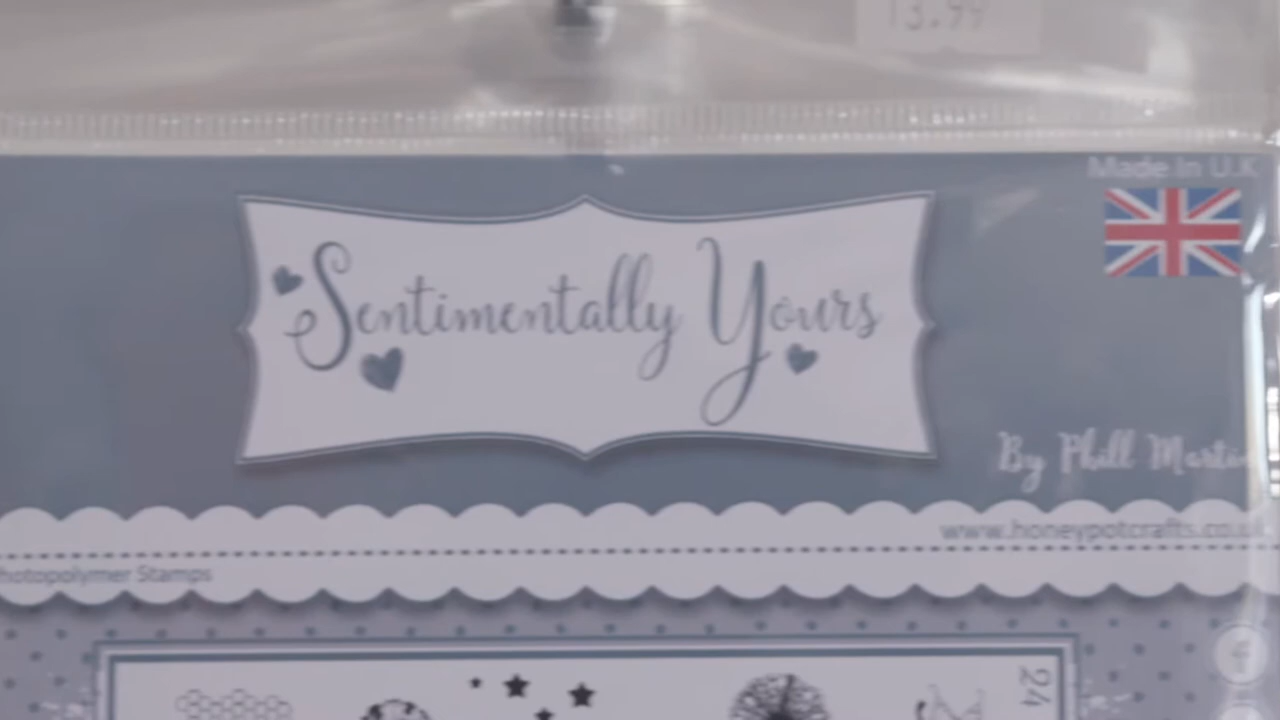 13.99
Made In U.K
Sentimentally Yours
By Phill Martin
www.honeypotcrafts.co.uk
hotopolymer Stamps
24